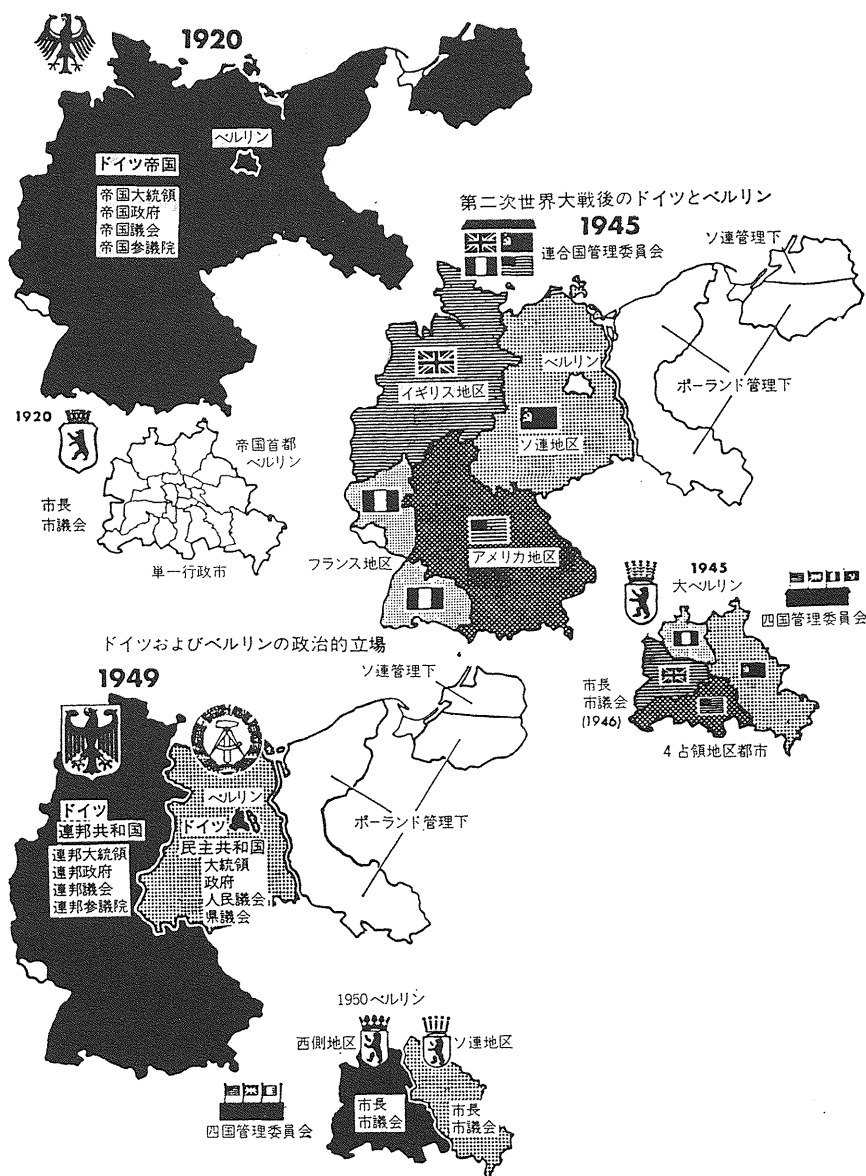 1920
ベルリン
ドイツ帝国
帝国大統領
帝国政府
帝国議会
帝国参議院
1920
帝国首都
ベルリン
市長
市議会
単一行政市
第二次世界大戦後のドイツとベルリン
1945
連合国管理委員会
ソ連管理下
ベルリン
イギリス地区
ポーランド管理下
ソ連地区
フランス地区
アメリカ地区
1945
大ベルリン
四国管理委員会
市長
市議会
(1946)
4占領地区都市
ドイツおよびベルリンの政治的立場
1949
ソ連管理下
ベルリン
ポーランド管理下
ドイツ
連邦共和国
連邦大統領
連邦政府
連邦議会
連邦参議院
ドイツ
民主共和国
大統領
政府
人民議会
県議会
1950ベルリン
西側地区
ソ連地区
市長
市議会
市長
市議会
四国管理委員会